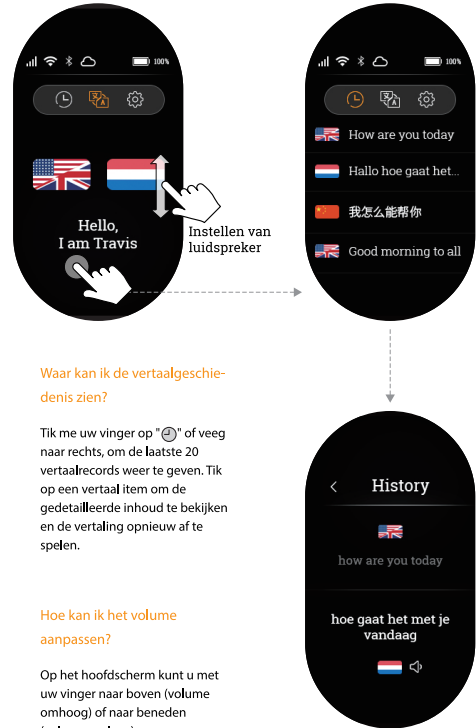 100%
Hello,
I am Travis
Instellen van
luidspreker
100%
How are you today
Hallo hoe gaat het...
我怎么能帮你
Good morning to all
Waar kan ik de vertaalgeschie-
denis zien?
Tik me uw vinger op "" of veeg
naar rechts, om de laatste 20
vertaalrecords weer te geven. Tik
op een vertaal item om de
gedetailleerde inhoud te bekijken
en de vertaling opnieuw af te
spelen.
< History
how are you today
hoe gaat het met je
vandaag
Hoe kan ik het volume
aanpassen?
Op het hoofdscherm kunt u met
uw vinger naar boven (volume
omhoog) of naar beneden